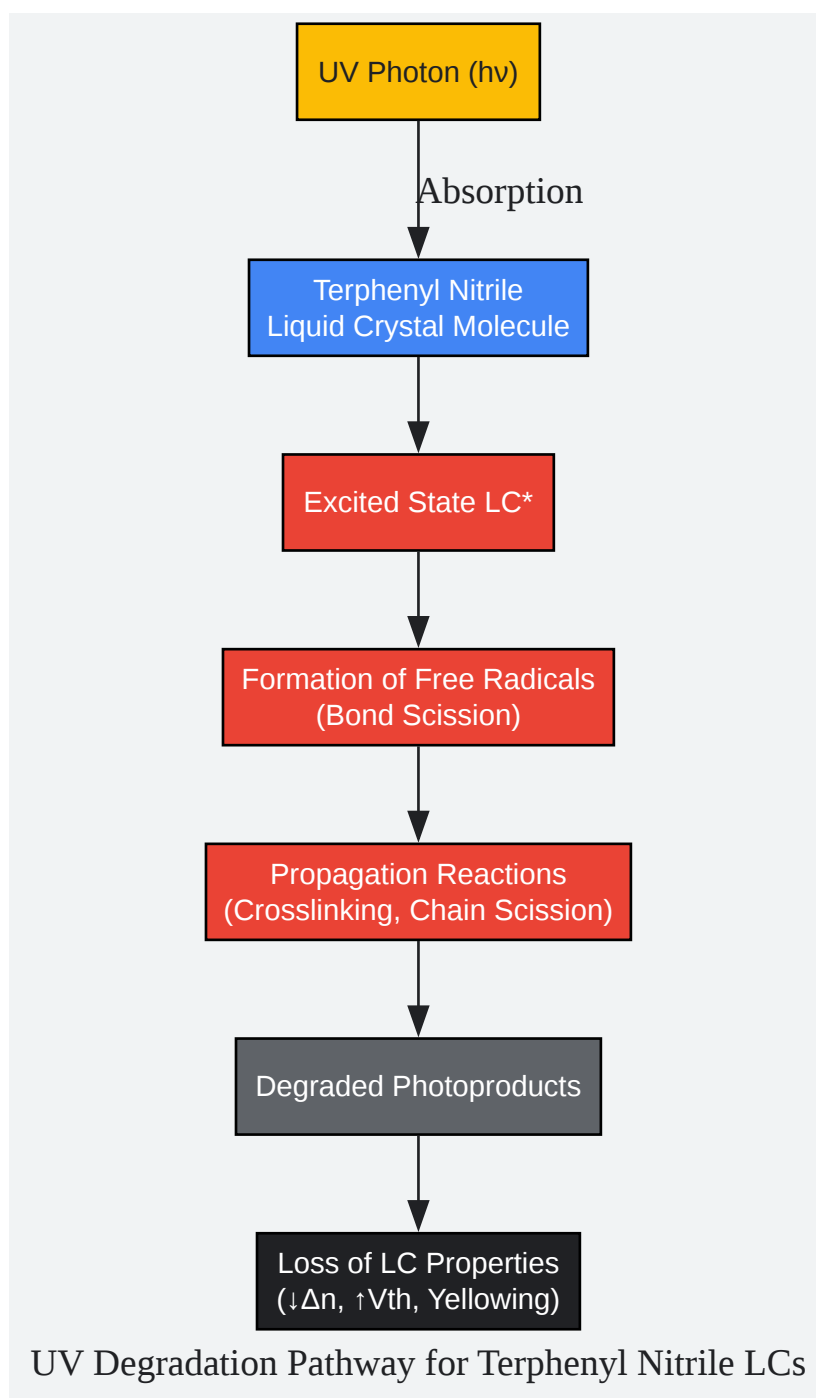 UV Photon (hν)
Absorption
Terphenyl Nitrile
Liquid Crystal Molecule
Excited State LC*
Formation of Free Radicals
(Bond Scission)
Propagation Reactions
(Crosslinking, Chain Scission)
Degraded Photoproducts
Loss of LC Properties
(↓Δn, ↑Vth, Yellowing)
UV Degradation Pathway for Terphenyl Nitrile LCs